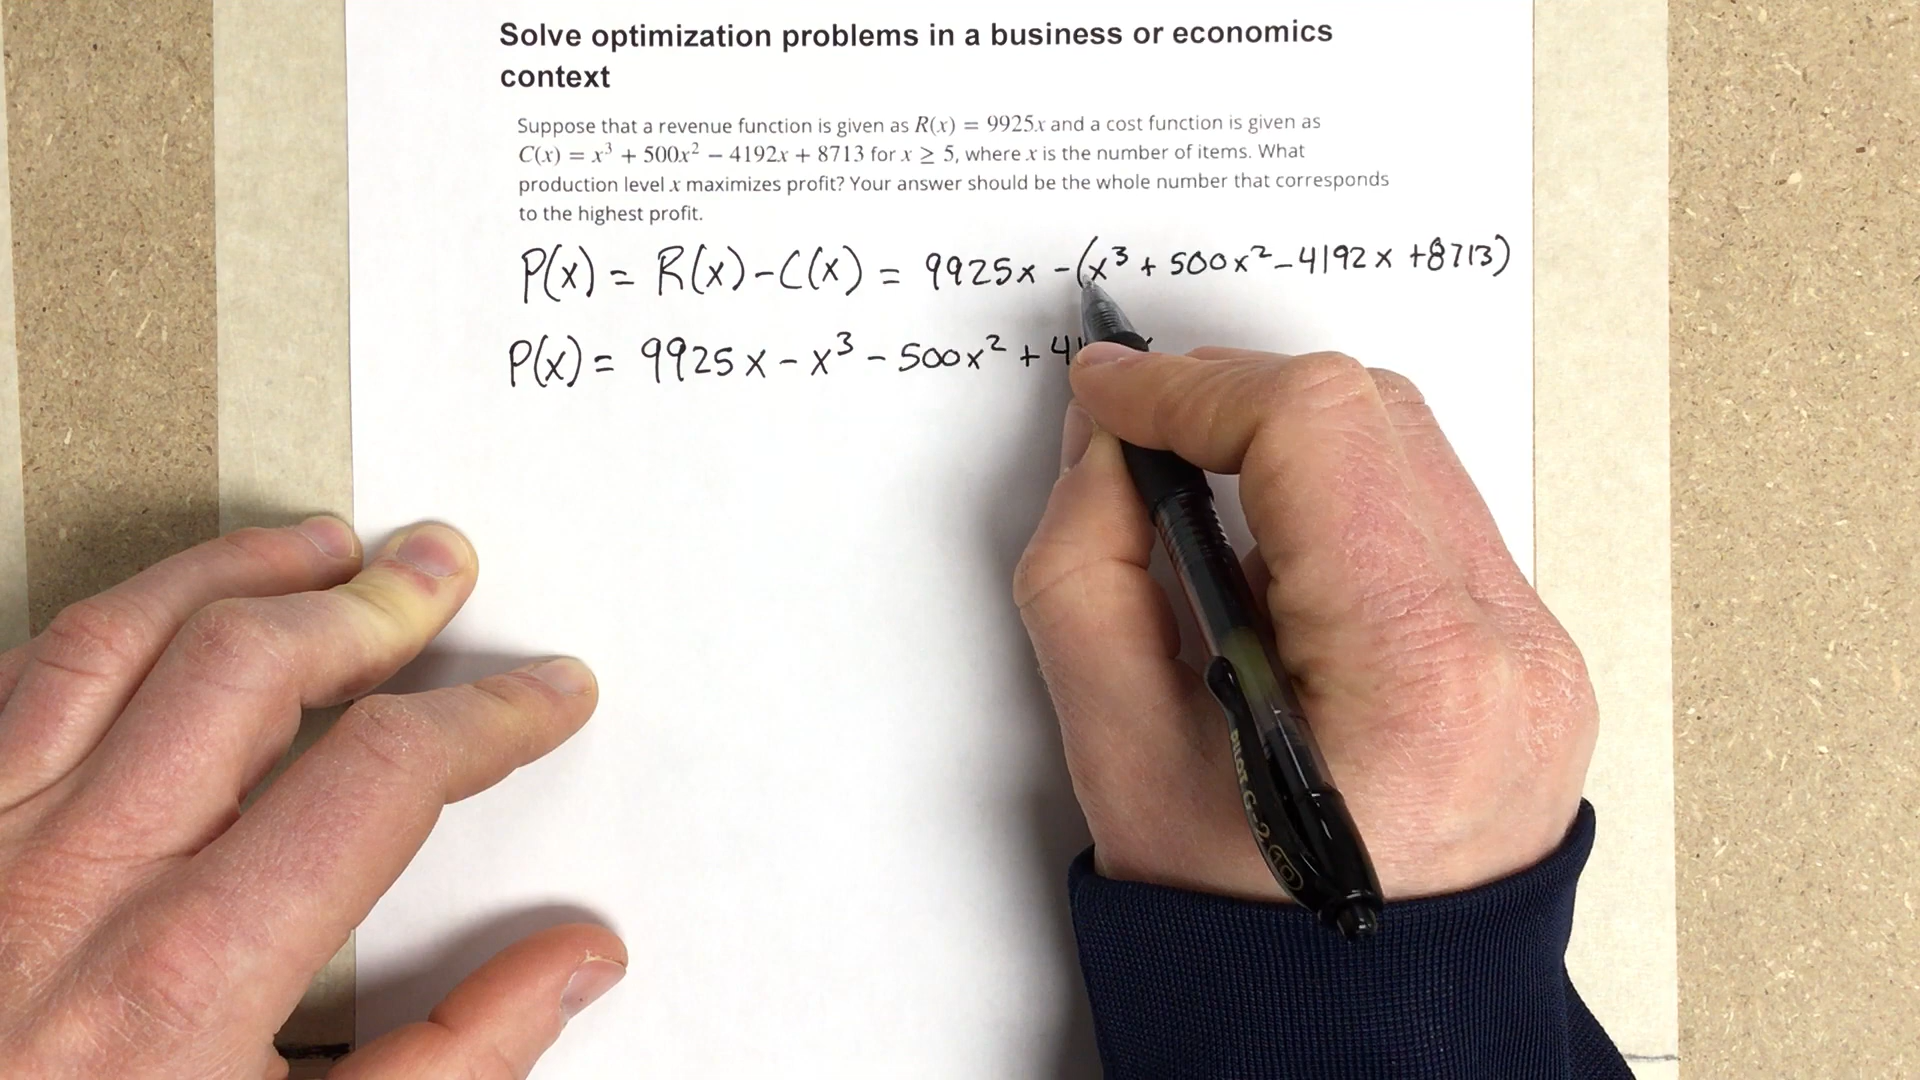 Solve optimization problems in a business or economics
context
Suppose that a revenue function is given as R(x) = 9925x and a cost function is given as
C(x) = x³ + 500x² − 4192x + 8713 for x ≥ 5, where x is the number of items. What
production level x maximizes profit? Your answer should be the whole number that corresponds
to the highest profit.
P(x) = R(x) - C(x) = 9925x - (x³ + 500x² - 4192x + 8713)
P(x) = 9925x - x³ - 500x² + 41
PILOT G-2 10